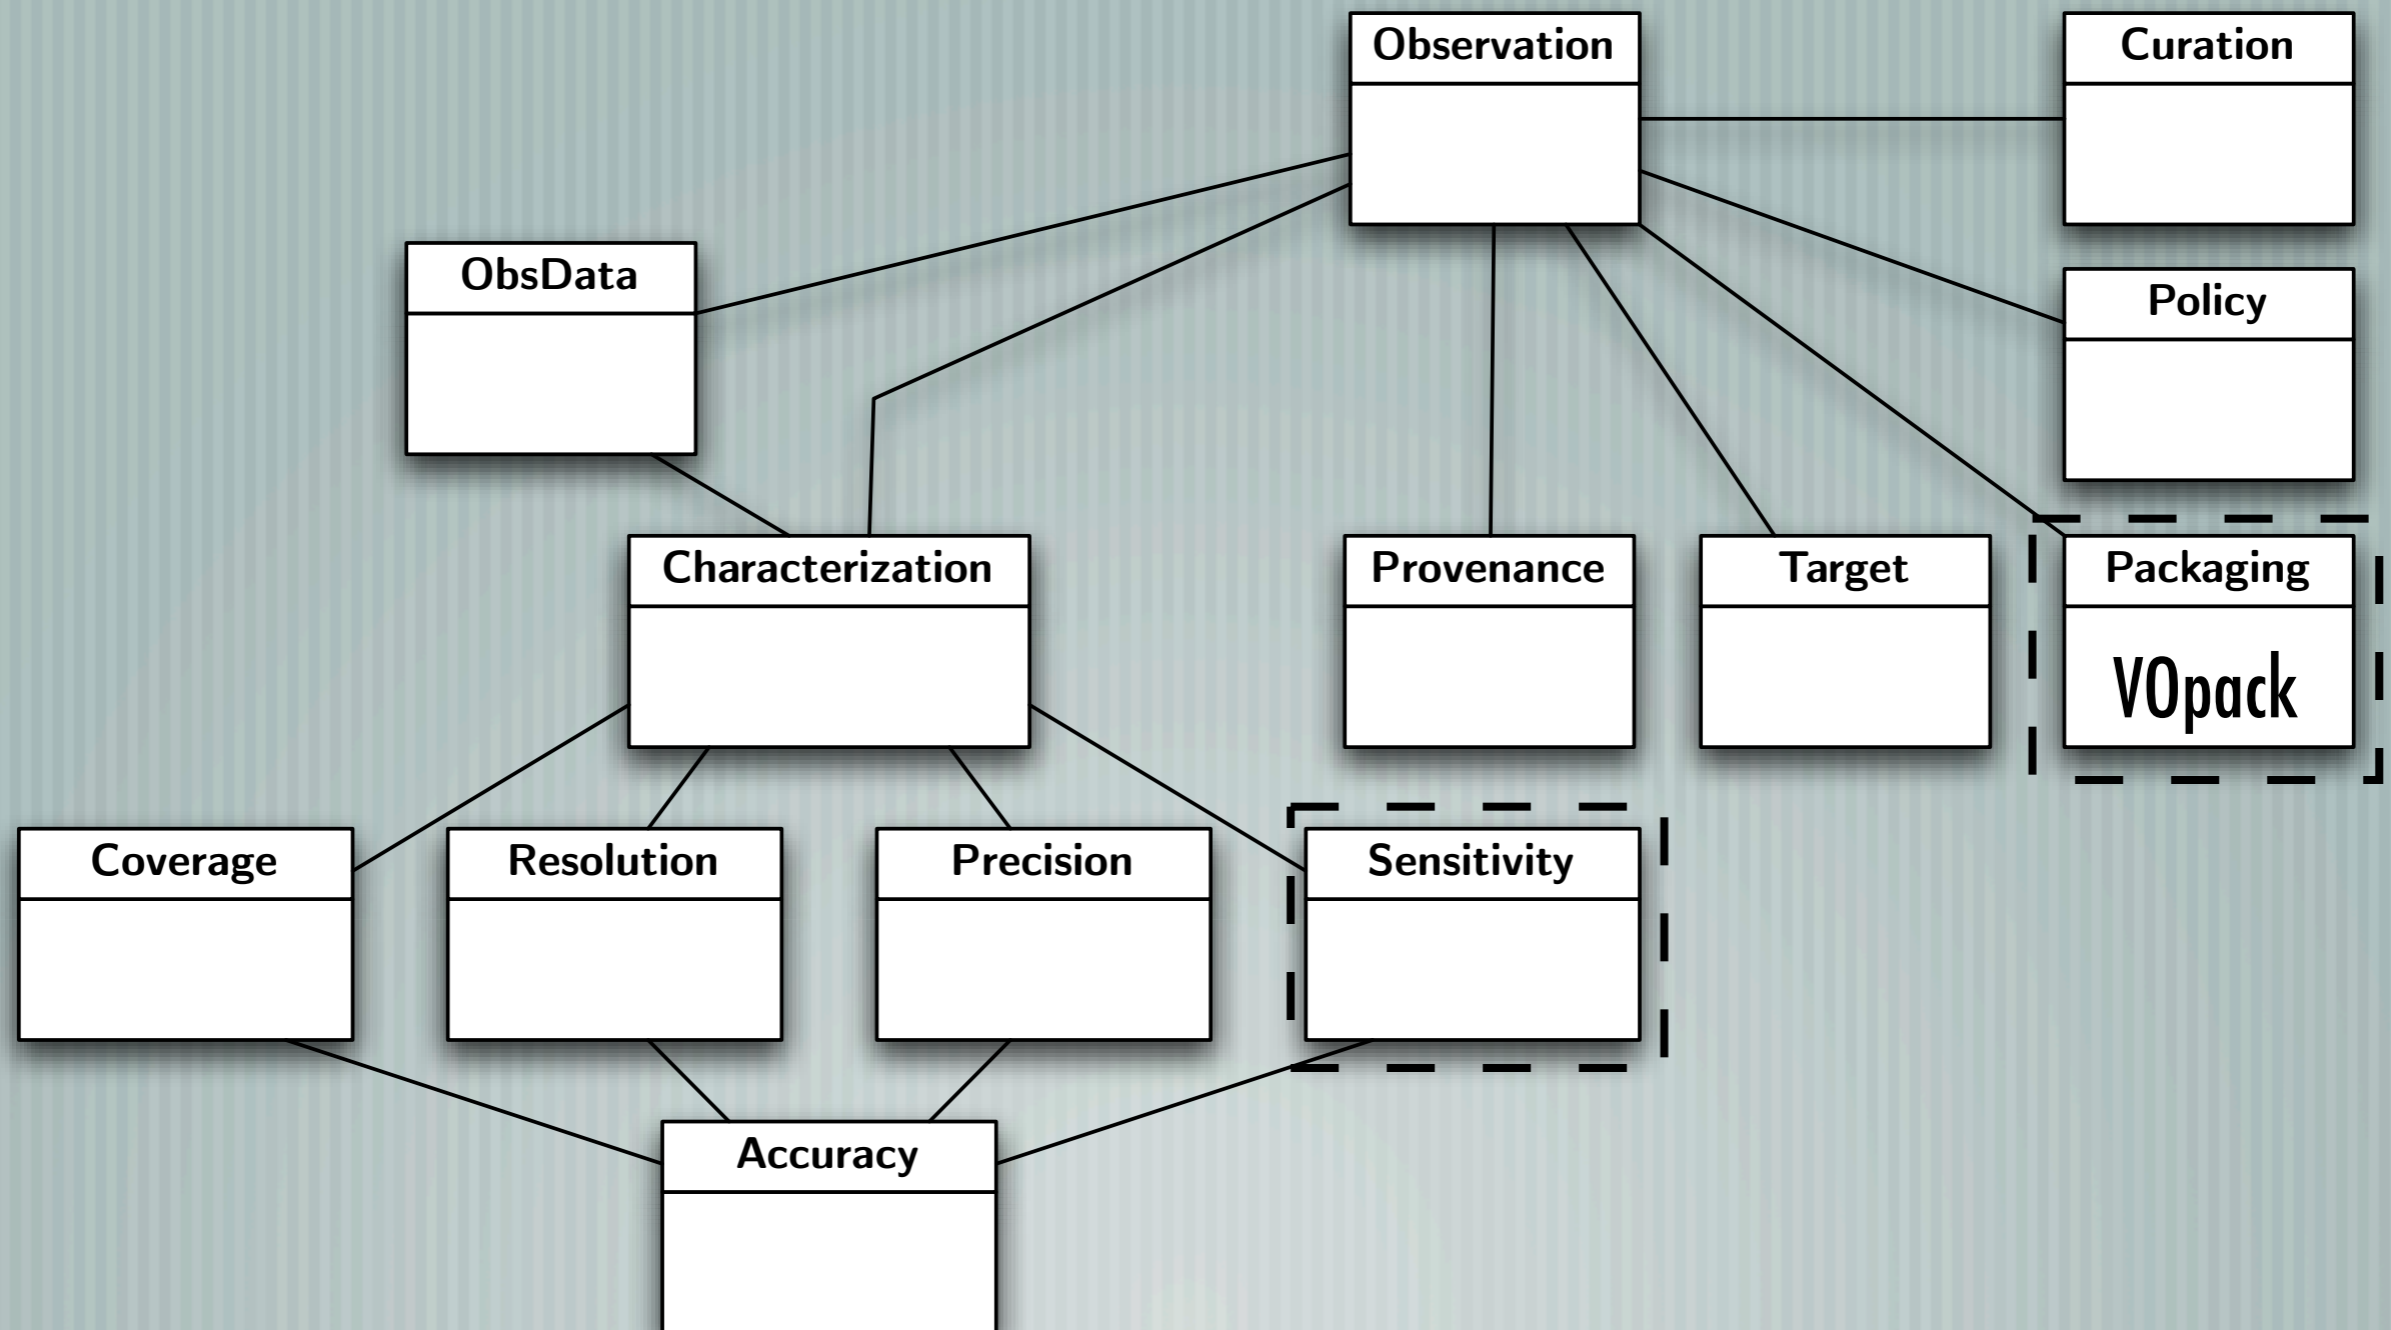 Observation
Curation
ObsData
Policy
Characterization
Provenance
Target
Packaging
VOpack
Coverage
Resolution
Precision
Sensitivity
Accuracy